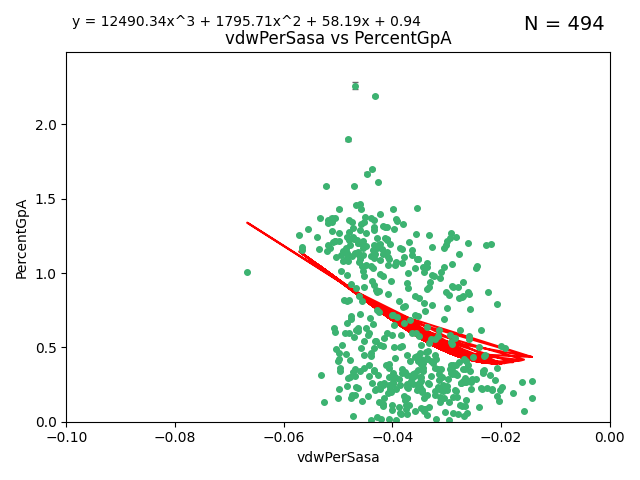 y = 12490.34x^3 + 1795.71x^2 + 58.19x + 0.94
N = 494
vdwPerSasa vs PercentGpA
PercentGpA
2.0
1.5
1.0
0.5
0.0
−0.10 −0.08 −0.06 −0.04 −0.02 0.00
vdwPerSasa